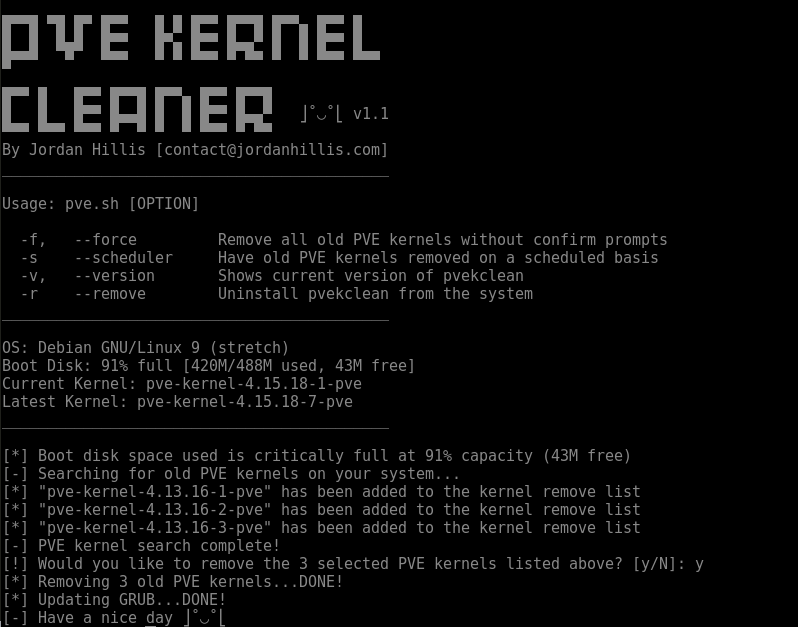 PVE KERNEL
CLEANER ⎦˚◡˚⎣ v1.1
By Jordan Hillis [contact@jordanhillis.com]
___________________________________________
Usage: pve.sh [OPTION]
-f, --force Remove all old PVE kernels without confirm prompts
-s --scheduler Have old PVE kernels removed on a scheduled basis
-v, --version Shows current version of pvekclean
-r --remove Uninstall pvekclean from the system
___________________________________________
OS: Debian GNU/Linux 9 (stretch)
Boot Disk: 91% full [420M/488M used, 43M free]
Current Kernel: pve-kernel-4.15.18-1-pve
Latest Kernel: pve-kernel-4.15.18-7-pve
___________________________________________
[*] Boot disk space used is critically full at 91% capacity (43M free)
[-] Searching for old PVE kernels on your system...
[*] "pve-kernel-4.13.16-1-pve" has been added to the kernel remove list
[*] "pve-kernel-4.13.16-2-pve" has been added to the kernel remove list
[*] "pve-kernel-4.13.16-3-pve" has been added to the kernel remove list
[-] PVE kernel search complete!
[!] Would you like to remove the 3 selected PVE kernels listed above? [y/N]: y
[*] Removing 3 old PVE kernels...DONE!
[*] Updating GRUB...DONE!
[-] Have a nice day ⎦˚◡˚⎣